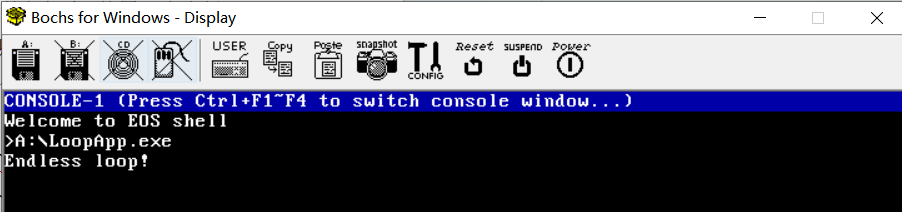 Bochs for Windows - Display
A: B: CD USER Copy Paste snapshot CONFIG Reset SUSPEND Power
CONSOLE-1 (Press Ctrl+F1~F4 to switch console window...)
Welcome to EOS shell
>A:\LoopApp.exe
Endless loop!